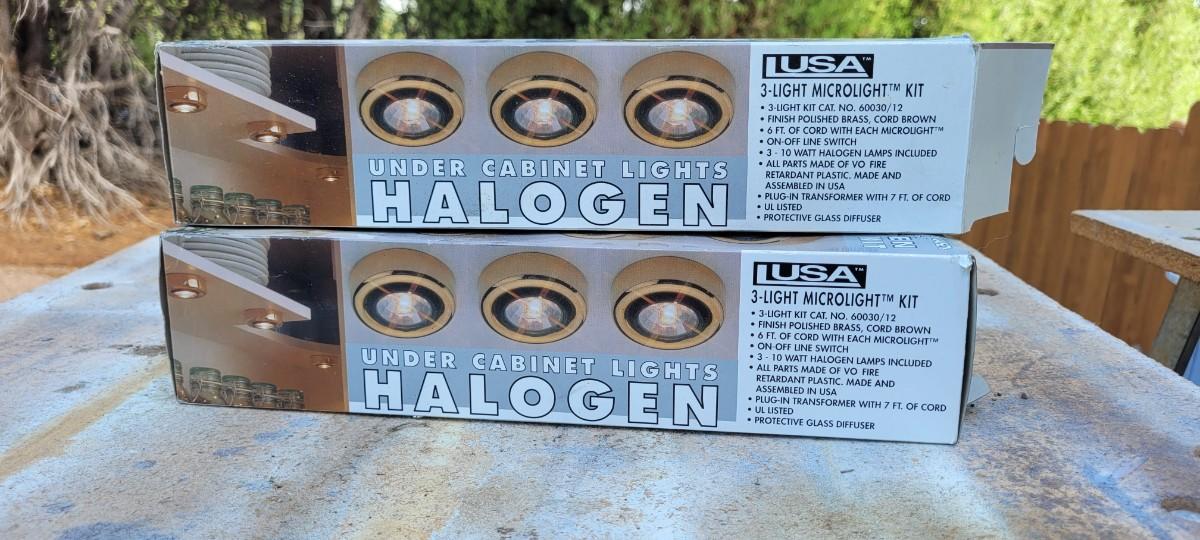 LUSA™
3-LIGHT MICROLIGHT™ KIT
• 3-LIGHT KIT CAT. NO. 60030/12
• FINISH POLISHED BRASS, CORD BROWN
• 6 FT. OF CORD WITH EACH MICROLIGHT™
• ON-OFF LINE SWITCH
• 3 - 10 WATT HALOGEN LAMPS INCLUDED
• ALL PARTS MADE OF VO FIRE
RETARDANT PLASTIC. MADE AND
ASSEMBLED IN USA
• PLUG-IN TRANSFORMER WITH 7 FT. OF CORD
• UL LISTED
• PROTECTIVE GLASS DIFFUSER
UNDER CABINET LIGHTS
HALOGEN
LUSA™
3-LIGHT MICROLIGHT™ KIT
• 3-LIGHT KIT CAT. NO. 60030/12
• FINISH POLISHED BRASS, CORD BROWN
• 6 FT. OF CORD WITH EACH MICROLIGHT™
• ON-OFF LINE SWITCH
• 3 - 10 WATT HALOGEN LAMPS INCLUDED
• ALL PARTS MADE OF VO FIRE
RETARDANT PLASTIC. MADE AND
ASSEMBLED IN USA
• PLUG-IN TRANSFORMER WITH 7 FT. OF CORD
• UL LISTED
• PROTECTIVE GLASS DIFFUSER
UNDER CABINET LIGHTS
HALOGEN